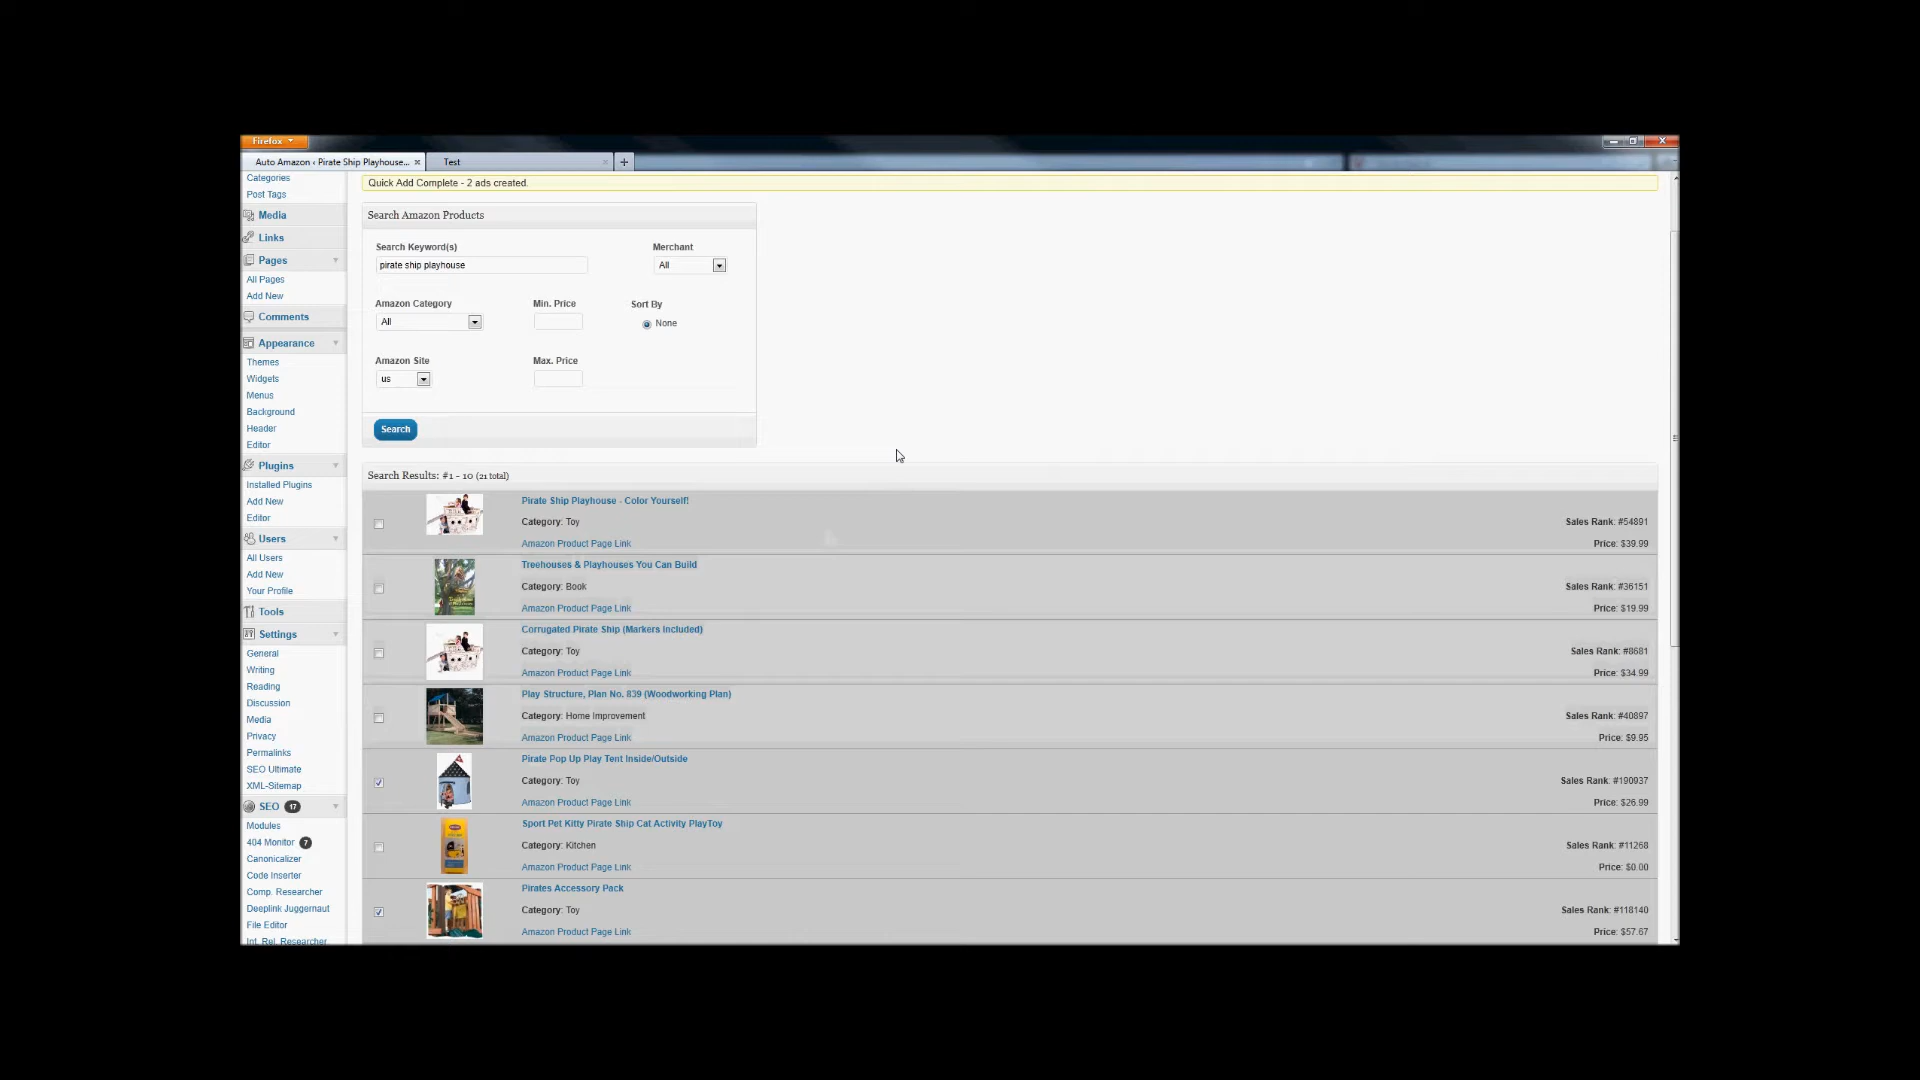 Firefox
Auto Amazon ‹ Pirate Ship Playhouse...
Test
Categories
Post Tags
Media
Links
Pages
All Pages
Add New
Comments
Appearance
Themes
Widgets
Menus
Background
Header
Editor
Plugins
Installed Plugins
Add New
Editor
Users
All Users
Add New
Your Profile
Tools
Settings
General
Writing
Reading
Discussion
Media
Privacy
Permalinks
SEO Ultimate
XML-Sitemap
SEO 17
Modules
404 Monitor 7
Canonicalizer
Code Inserter
Comp. Researcher
Deeplink Juggernaut
File Editor
Int. Rel. Researcher
Quick Add Complete - 2 ads created.
Search Amazon Products
Search Keyword(s)
Merchant
pirate ship playhouse
All
Amazon Category
Min. Price
Sort By
All
None
Amazon Site
Max. Price
us
Search
Search Results: #1 - 10 (21 total)
Pirate Ship Playhouse - Color Yourself!
Category: Toy
Sales Rank: #54891
Amazon Product Page Link
Price: $39.99
Treehouses & Playhouses You Can Build
Category: Book
Sales Rank: #36151
Amazon Product Page Link
Price: $19.99
Corrugated Pirate Ship (Markers Included)
Category: Toy
Sales Rank: #8681
Amazon Product Page Link
Price: $34.99
Play Structure, Plan No. 839 (Woodworking Plan)
Category: Home Improvement
Sales Rank: #40897
Amazon Product Page Link
Price: $9.95
Pirate Pop Up Play Tent Inside/Outside
Category: Toy
Sales Rank: #190937
Amazon Product Page Link
Price: $26.99
Sport Pet Kitty Pirate Ship Cat Activity PlayToy
Category: Kitchen
Sales Rank: #11268
Amazon Product Page Link
Price: $0.00
Pirates Accessory Pack
Category: Toy
Sales Rank: #118140
Amazon Product Page Link
Price: $57.67